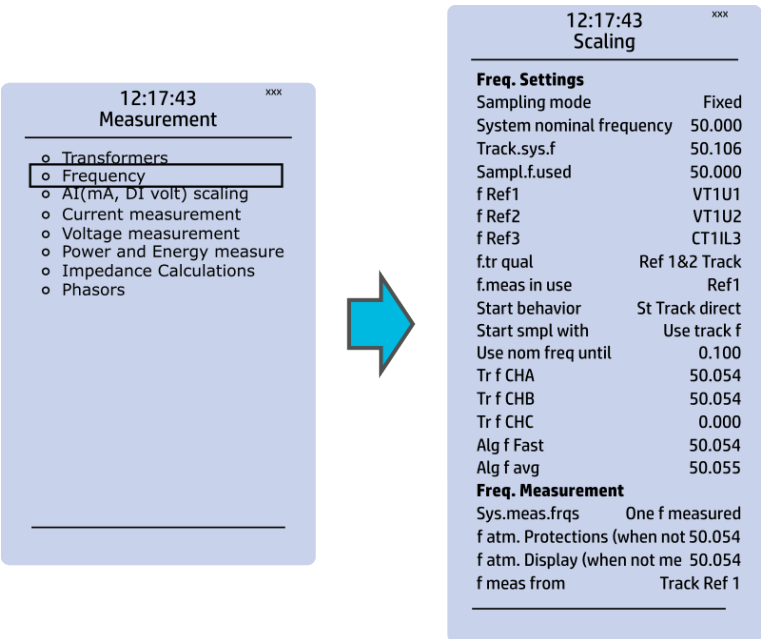 12:17:43 xxx
Measurement
Transformers
Frequency
AI(mA, DI volt) scaling
Current measurement
Voltage measurement
Power and Energy measure
Impedance Calculations
Phasors
12:17:43 xxx
Scaling
Freq. Settings
Sampling mode Fixed
System nominal frequency 50.000
Track.sys.f 50.106
Sampl.f.used 50.000
f Ref1 VT1U1
f Ref2 VT1U2
f Ref3 CT1IL3
f.tr qual Ref 1&2 Track
f.meas in use Ref1
Start behavior St Track direct
Start smpl with Use track f
Use nom freq until 0.100
Tr f CHA 50.054
Tr f CHB 50.054
Tr f CHC 0.000
Alg f Fast 50.054
Alg f avg 50.055
Freq. Measurement
Sys.meas.frqs One f measured
f atm. Protections (when not 50.054
f atm. Display (when not me 50.054
f meas from Track Ref 1